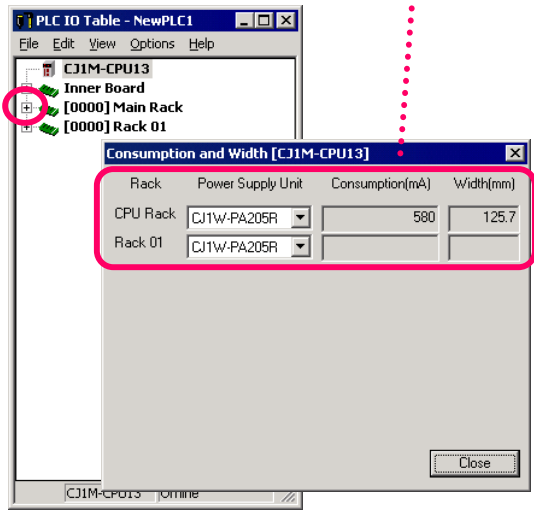 PLC IO Table - NewPLC1
File Edit View Options Help
CJ1M-CPU13
Inner Board
[0000] Main Rack
[0000] Rack 01
Consumption and Width [CJ1M-CPU13]
Rack Power Supply Unit Consumption(mA) Width(mm)
CPU Rack CJ1W-PA205R 580 125.7
Rack 01 CJ1W-PA205R
Close
CJ1M-CPU13 Offline